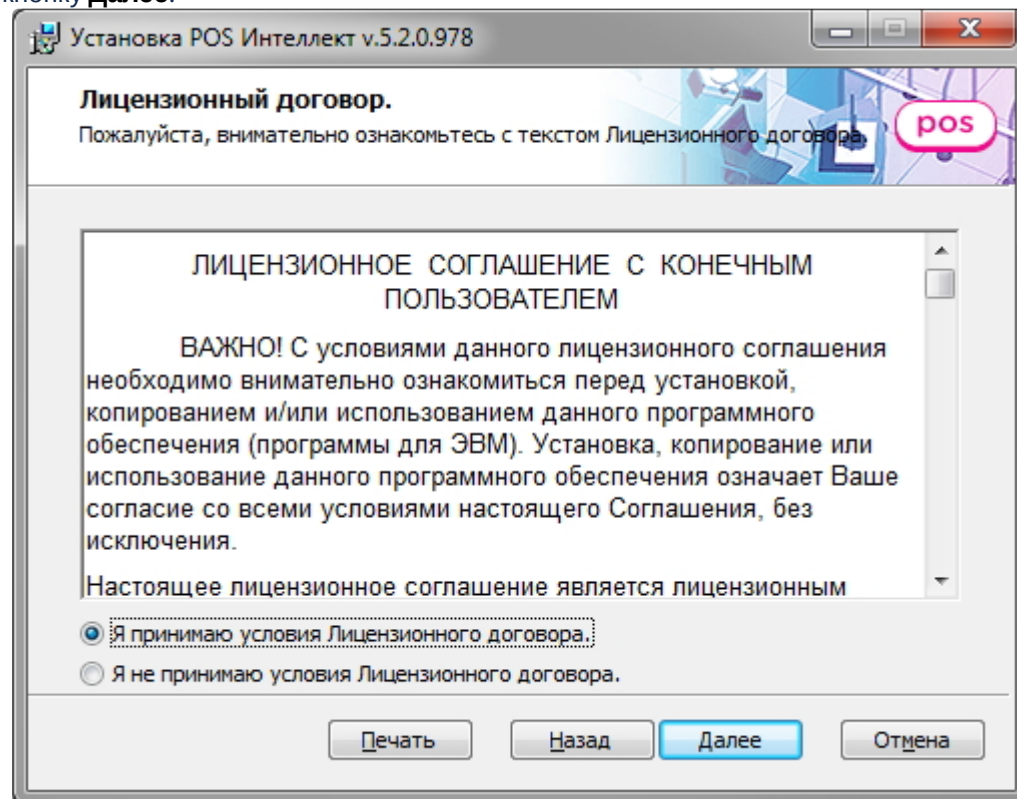 кнопку Далее.
Установка POS Интеллект v.5.2.0.978
Лицензионный договор.
Пожалуйста, внимательно ознакомьтесь с текстом Лицензионного договора.
pos
ЛИЦЕНЗИОННОЕ СОГЛАШЕНИЕ С КОНЕЧНЫМ
ПОЛЬЗОВАТЕЛЕМ
ВАЖНО! С условиями данного лицензионного соглашения
необходимо внимательно ознакомиться перед установкой,
копированием и/или использованием данного программного
обеспечения (программы для ЭВМ). Установка, копирование или
использование данного программного обеспечения означает Ваше
согласие со всеми условиями настоящего Соглашения, без
исключения.
Настоящее лицензионное соглашение является лицензионным
Я принимаю условия Лицензионного договора.
Я не принимаю условия Лицензионного договора.
Печать
Назад
Далее
Отмена